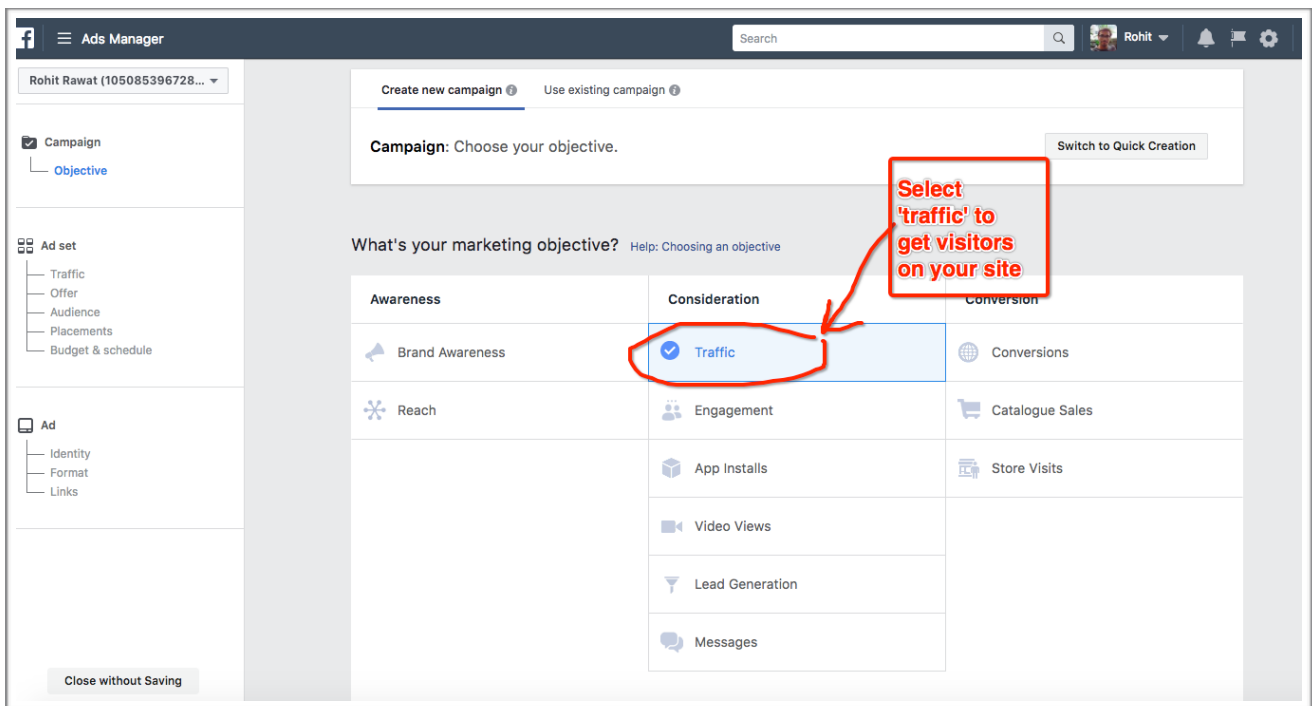 f Ads Manager
Search
Rohit
Rohit Rawat (105085396728...
Campaign
Objective
Ad set
Traffic
Offer
Audience
Placements
Budget & schedule
Ad
Identity
Format
Links
Close without Saving
Create new campaign Use existing campaign
Campaign: Choose your objective.
Switch to Quick Creation
Select
'traffic' to
get visitors
on your site
What's your marketing objective? Help: Choosing an objective
Awareness
Brand Awareness
Reach
Consideration
Traffic
Engagement
App Installs
Video Views
Lead Generation
Messages
Conversion
Conversions
Catalogue Sales
Store Visits